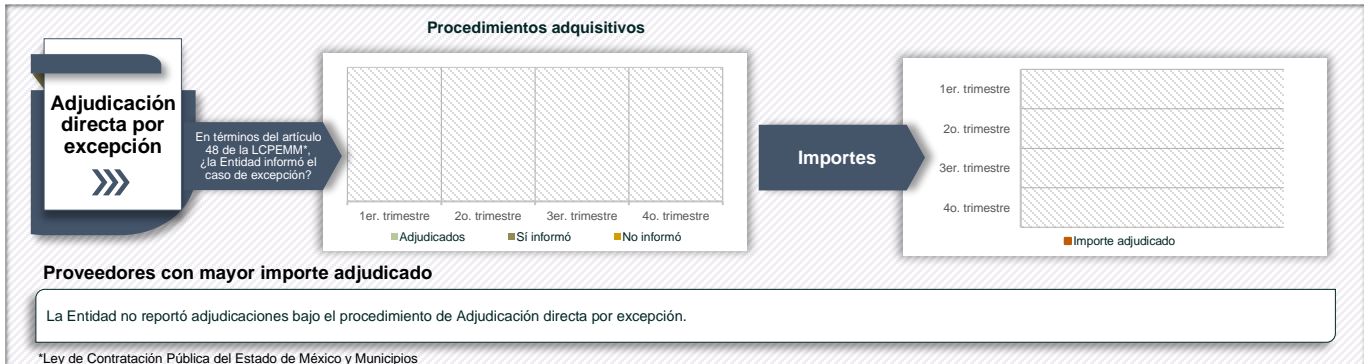 Procedimientos adquisitivos
Adjudicación
directa por
excepción
En términos del artículo
48 de la LCPEMM*,
¿la Entidad informó el
caso de excepción?
1er. trimestre 2o. trimestre 3er. trimestre 4o. trimestre
Adjudicados Sí informó No informó
Importes
1er. trimestre
2o. trimestre
3er. trimestre
4o. trimestre
Importe adjudicado
Proveedores con mayor importe adjudicado
La Entidad no reportó adjudicaciones bajo el procedimiento de Adjudicación directa por excepción.
*Ley de Contratación Pública del Estado de México y Municipios